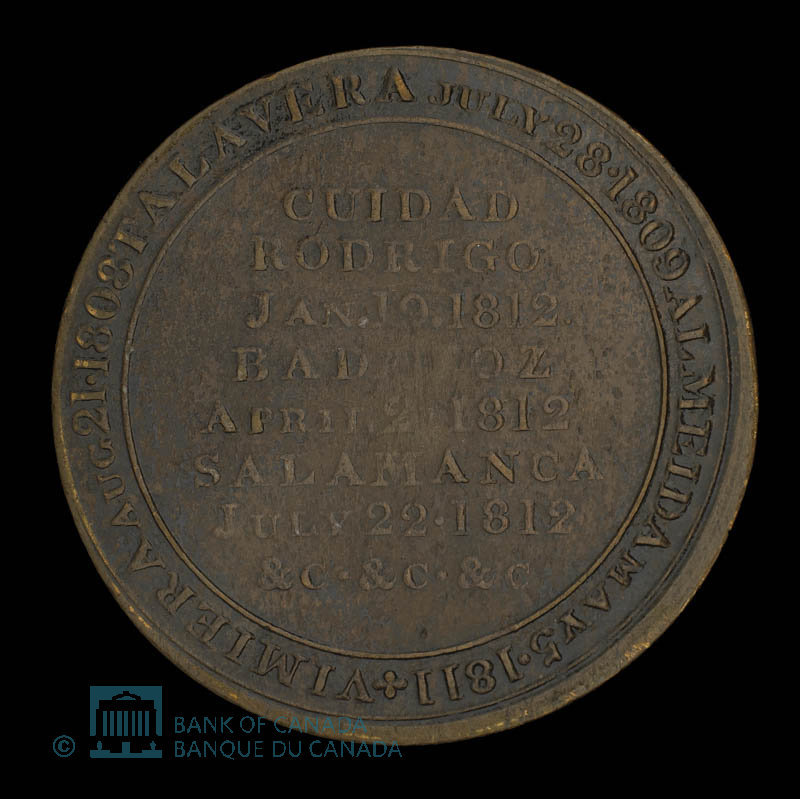 VIMIERA AUG. 21 · 1808 TALAVERA JULY 28 · 1809 ALMEIDA MAY 5 · 1811
CUIDAD
RODRIGO
JAN. 19. 1812.
BADAJOZ
APRIL 1812
SALAMANCA
JULY 22 · 1812
&C · &C · &C
© BANK OF CANADA
BANQUE DU CANADA